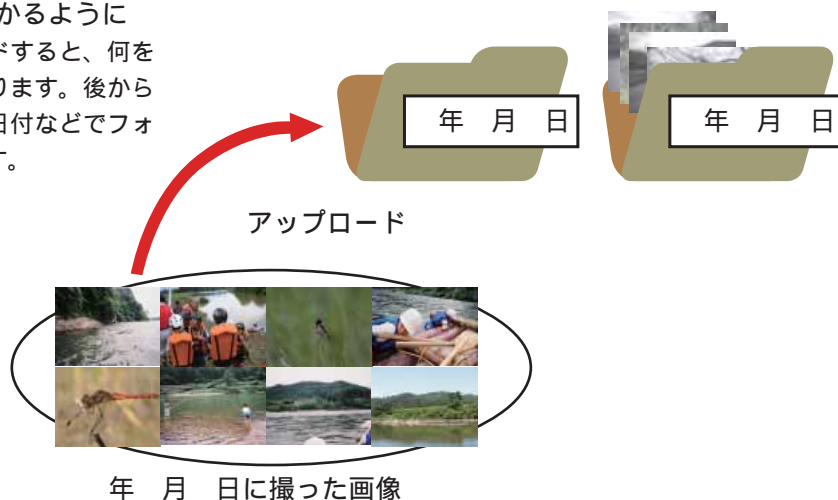 かるように
ドすると、何を
ります。後から
日付などでフォ
す。
年 月 日
年 月 日
アップロード
年 月 日に撮った画像